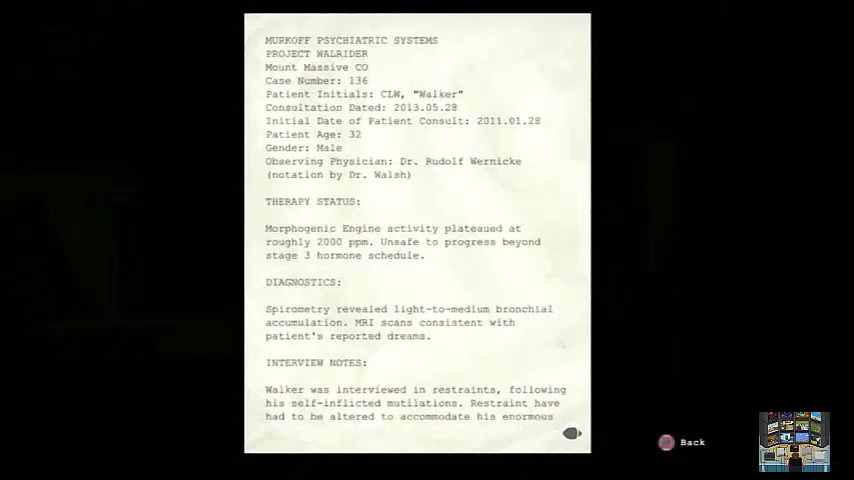 MURKOFF PSYCHIATRIC SYSTEMS
PROJECT WALRIDER
Mount Massive CO
Case Number: 136
Patient Initials: CLW, "Walker"
Consultation Dated: 2013.05.28
Initial Date of Patient Consult: 2011.01.28
Patient Age: 32
Gender: Male
Observing Physician: Dr. Rudolf Wernicke
(notation by Dr. Walsh)
THERAPY STATUS:
Morphogenic Engine activity plateaued at
roughly 2000 ppm. Unsafe to progress beyond
stage 3 hormone schedule.
DIAGNOSTICS:
Spirometry revealed light-to-medium bronchial
accumulation. MRI scans consistent with
patient's reported dreams.
INTERVIEW NOTES:
Walker was interviewed in restraints, following
his self-inflicted mutilations. Restraint have
had to be altered to accommodate his enormous
Back